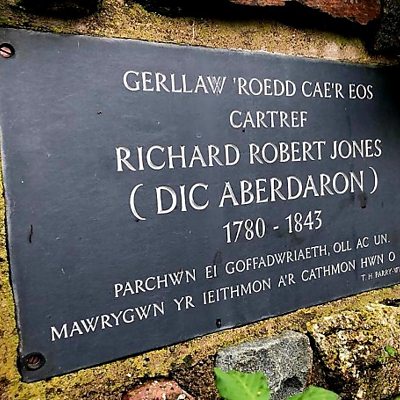 GERLLAW 'ROEDD CAE'R EOS
CARTREF
RICHARD ROBERT JONES
( DIC ABERDARON )
1780 - 1843
PARCHWN EI GOFFADWRIAETH, OLL AC UN.
MAWRYGWN YR IEITHMON A'R CATHMON HWN O
T. H. PARRY-W